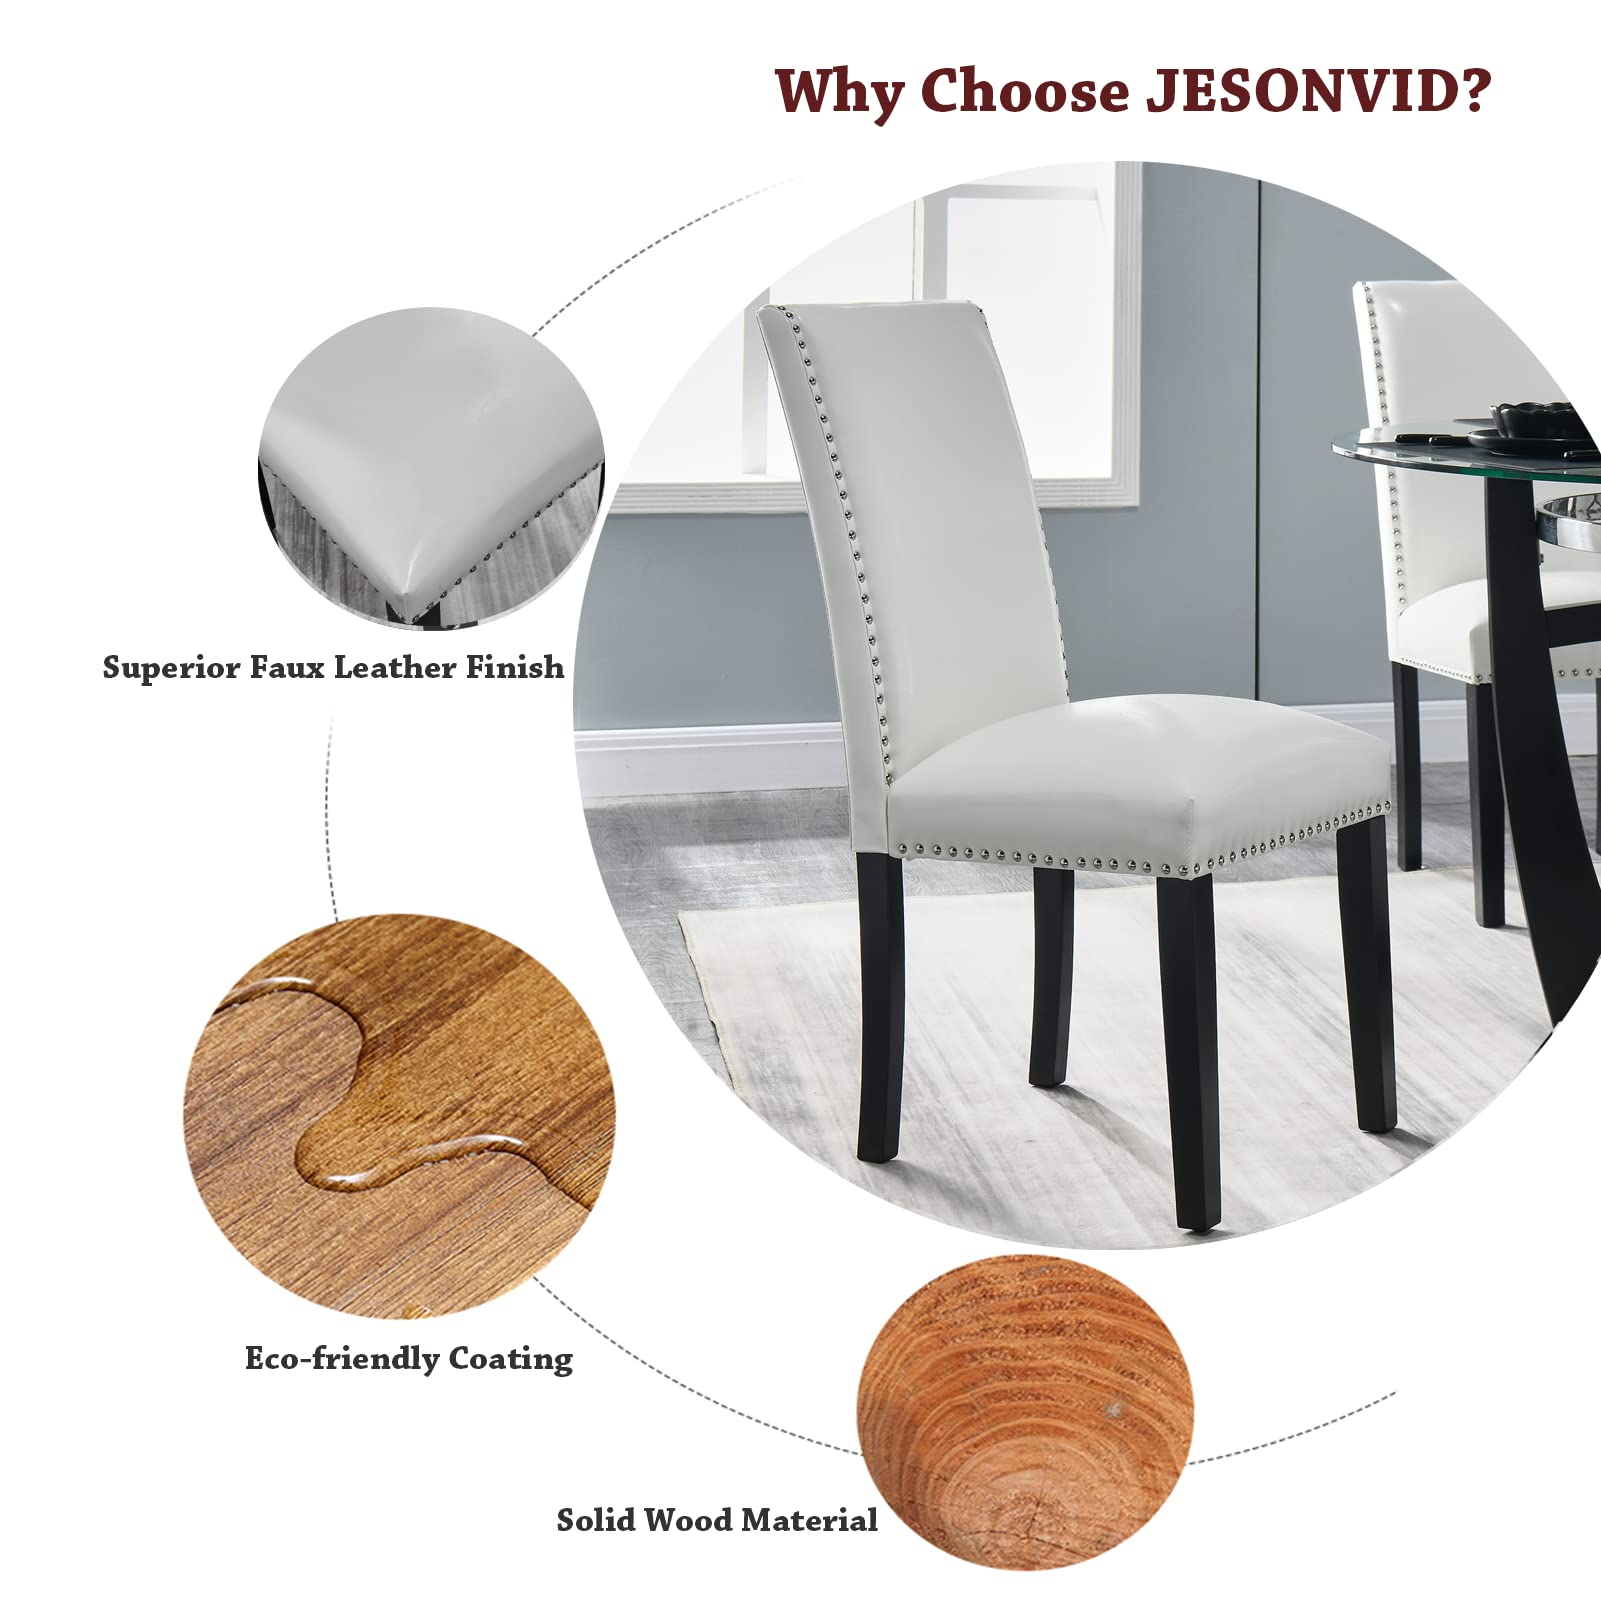 Why Choose JESONVID?
Superior Faux Leather Finish
Eco-friendly Coating
Solid Wood Material